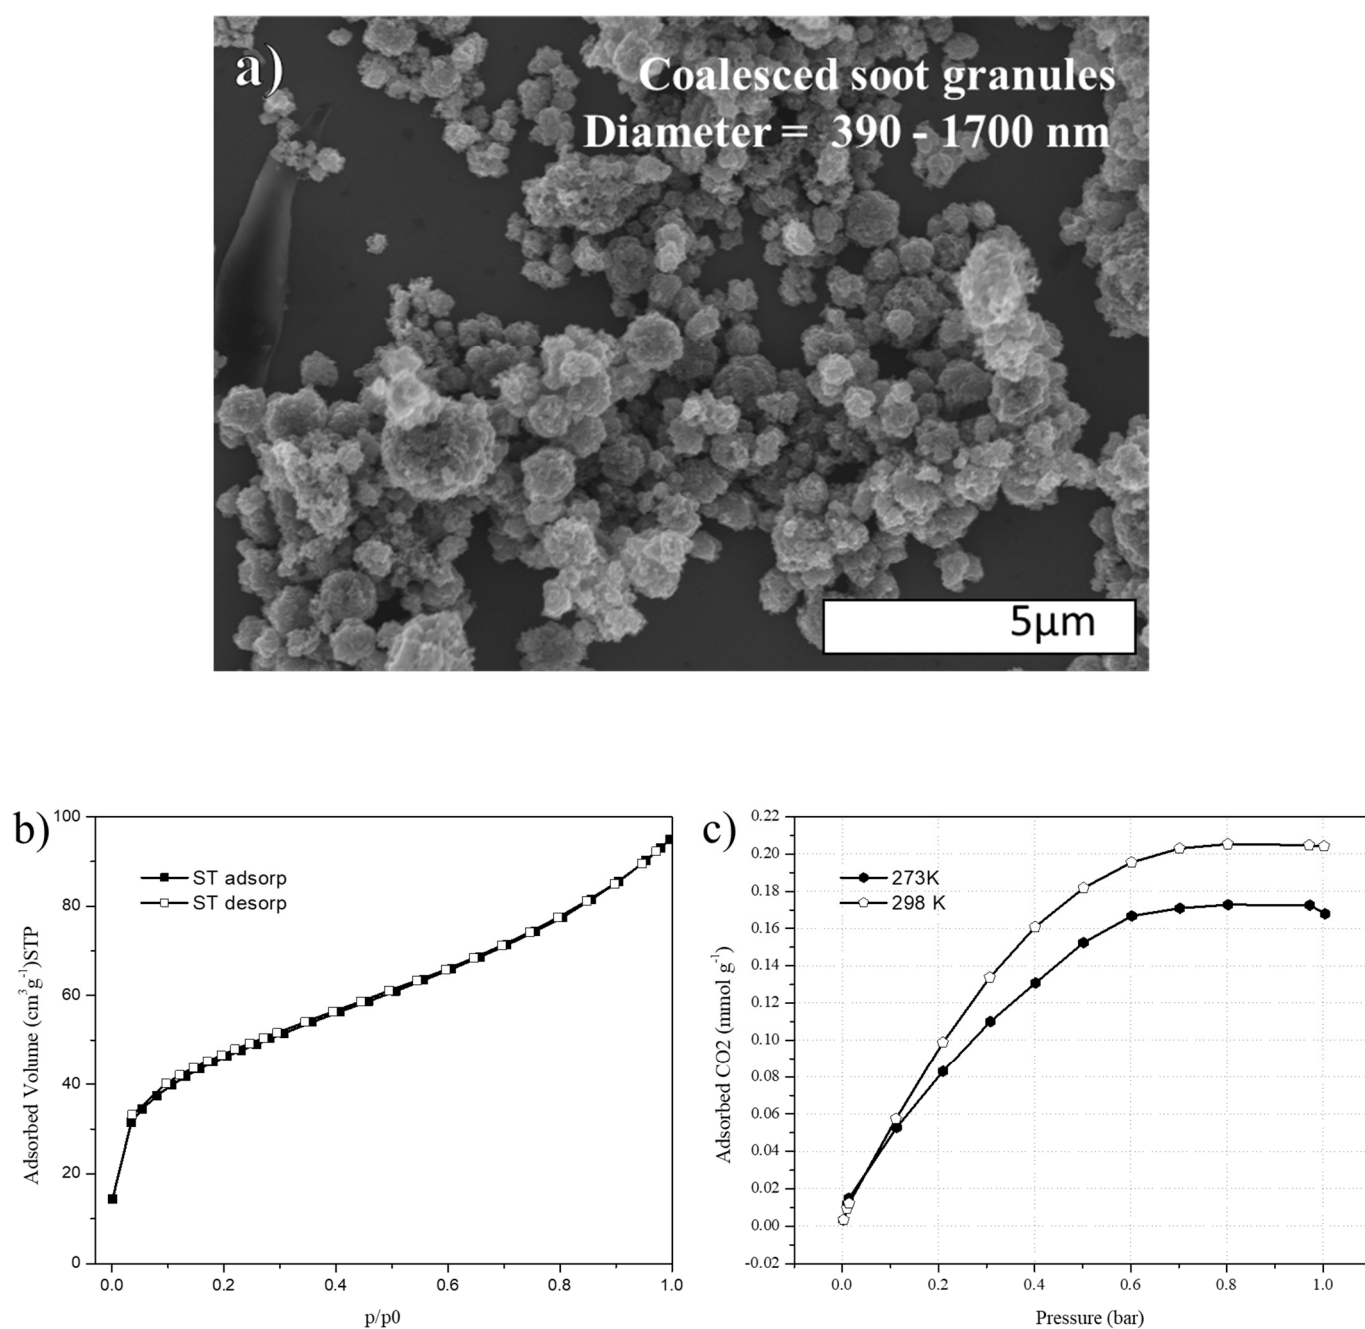 a)
Coalesced soot granules
Diameter = 390 - 1700 nm
5μm
b)
100
80
60
40
20
0
Adsorbed Volume (cm³g⁻¹)STP
ST adsorp
ST desorp
0.0 0.2 0.4 0.6 0.8 1.0
p/p0
c)
0.22
0.20
0.18
0.16
0.14
0.12
0.10
0.08
0.06
0.04
0.02
0.00
-0.02
Adsorbed CO2 (mmol g⁻¹)
273K
298 K
0.0 0.2 0.4 0.6 0.8 1.0
Pressure (bar)